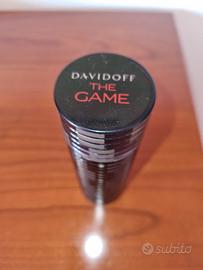 DAVIDOFF
THE
GAME
subito